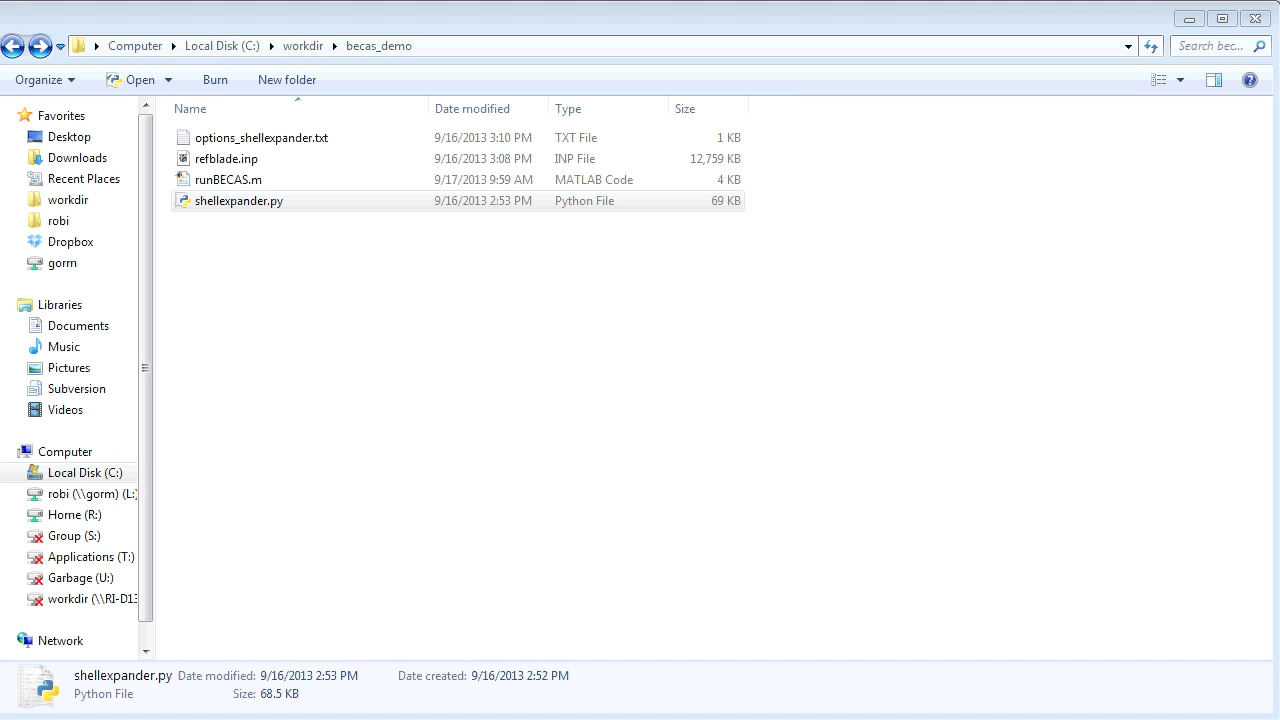 Computer Local Disk (C:) workdir becas_demo Search bec...
Organize Open Burn New folder
Name Date modified Type Size
options_shellexpander.txt 9/16/2013 3:10 PM TXT File 1 KB
refblade.inp 9/16/2013 3:08 PM INP File 12,759 KB
runBECAS.m 9/17/2013 9:59 AM MATLAB Code 4 KB
shellexpander.py 9/16/2013 2:53 PM Python File 69 KB
Favorites
Desktop
Downloads
Recent Places
workdir
robi
Dropbox
gorm
Libraries
Documents
Music
Pictures
Subversion
Videos
Computer
Local Disk (C:)
robi (\\gorm) (L:)
Home (R:)
Group (S:)
Applications (T:)
Garbage (U:)
workdir (\\RI-D13
Network
shellexpander.py Date modified: 9/16/2013 2:53 PM Date created: 9/16/2013 2:52 PM
Python File Size: 68.5 KB